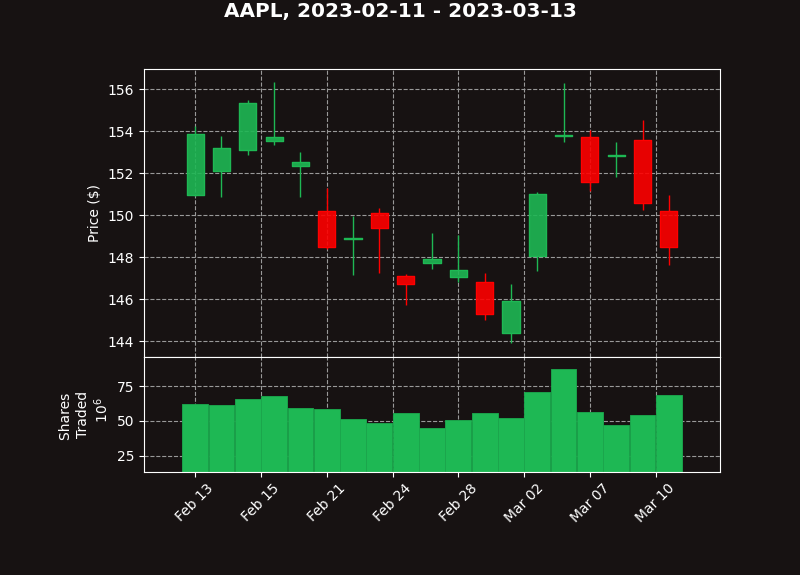 AAPL, 2023-02-11 - 2023-03-13
Price ($)
156
154
152
150
148
146
144
Shares
Traded
10⁶
75
50
25
Feb 13
Feb 15
Feb 21
Feb 24
Feb 28
Mar 02
Mar 07
Mar 10